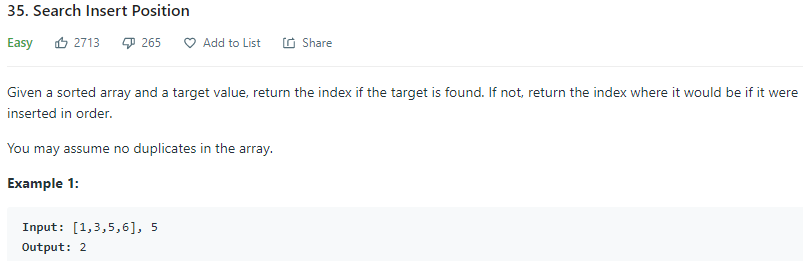 35. Search Insert Position
Easy 2713 265 Add to List Share
Given a sorted array and a target value, return the index if the target is found. If not, return the index where it would be if it were
inserted in order.
You may assume no duplicates in the array.
Example 1:
Input: [1,3,5,6], 5
Output: 2